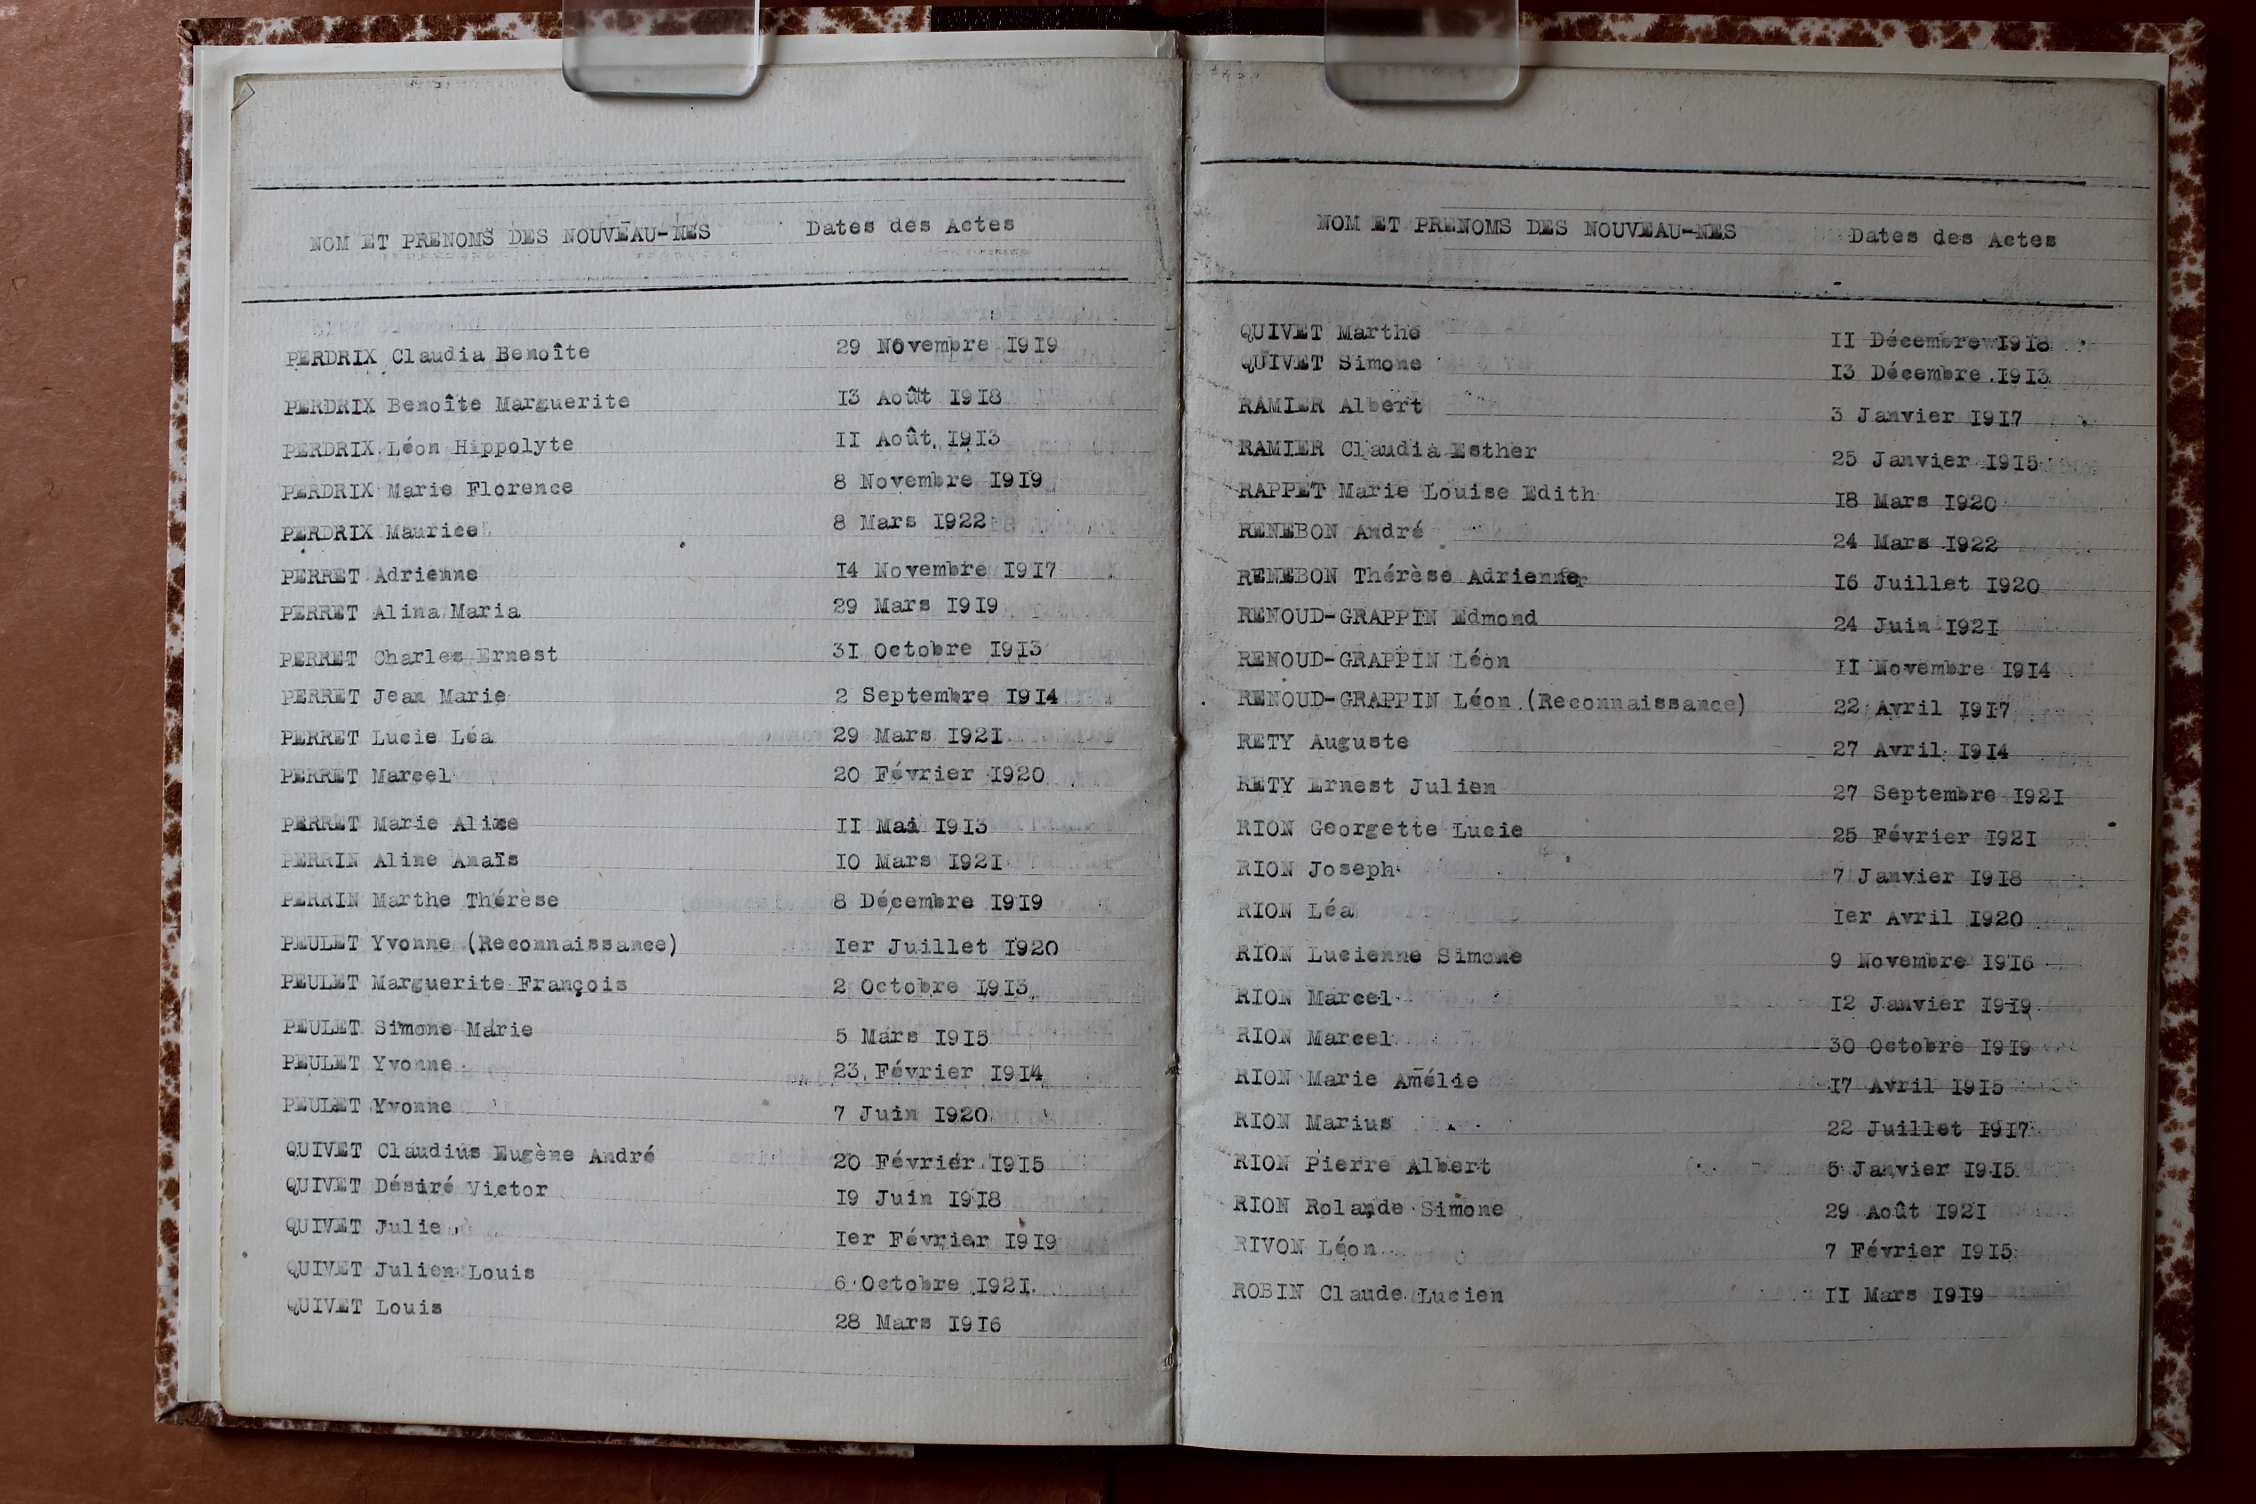 NOM ET PRENOMS DES NOUVEAU-NES Dates des Actes
PERDRIX Claudia Benoîte 29 Novembre 1919
PERDRIX Benoîte Marguerite 13 Août 1918
PERDRIX Léon Hippolyte 11 Août 1913
PERDRIX Marie Florence 8 Novembre 1919
PERDRIX Maurice 8 Mars 1922
PERRET Adrienne 14 Novembre 1917
PERRET Alina Maria 29 Mars 1919
PERRET Charles Ernest 31 Octobre 1913
PERRET Jean Marie 2 Septembre 1914
PERRET Lucie Léa 29 Mars 1921
PERRET Marcel 20 Février 1920
PERRET Marie Alice 11 Mai 1913
PERRIN Aline Anaïs 10 Mars 1921
PERRIN Marthe Thérèse 8 Décembre 1919
PEULET Yvonne (Reconnaissance) 1er Juillet 1920
PEULET Marguerite François 2 Octobre 1913
PEULET Simone Marie 5 Mars 1915
PEULET Yvonne 23 Février 1914
PEULET Yvonne 7 Juin 1920
QUIVET Claudius Eugène André 20 Février 1915
QUIVET Désiré Victor 19 Juin 1918
QUIVET Julie 1er Février 1919
QUIVET Julien Louis 6 Octobre 1921
QUIVET Louis 28 Mars 1916
NOM ET PRENOMS DES NOUVEAU-NES Dates des Actes
QUIVET Marthe 11 Décembre 1918
QUIVET Simone 13 Décembre 1913
RAMIER Albert 3 Janvier 1917
RAMIER Claudia Esther 25 Janvier 1915
RAPPET Marie Louise Edith 18 Mars 1920
RENEBON André 24 Mars 1922
RENEBON Thérèse Adrienne 16 Juillet 1920
RENOUD-GRAPPIN Edmond 24 Juin 1921
RENOUD-GRAPPIN Léon 11 Novembre 1914
RENOUD-GRAPPIN Léon (Reconnaissance) 22 Avril 1917
RETY Auguste 27 Avril 1914
RETY Ernest Julien 27 Septembre 1921
RION Georgette Lucie 25 Février 1921
RION Joseph 7 Janvier 1918
RION Léa 1er Avril 1920
RION Lucienne Simone 9 Novembre 1916
RION Marcel 12 Janvier 1919
RION Marcel 30 Octobre 1919
RION Marie Amélie 17 Avril 1915
RION Marius 22 Juillet 1917
RION Pierre Albert 5 Janvier 1915
RION Rolande Simone 29 Août 1921
RIVON Léon 7 Février 1915
ROBIN Claude Lucien 11 Mars 1919